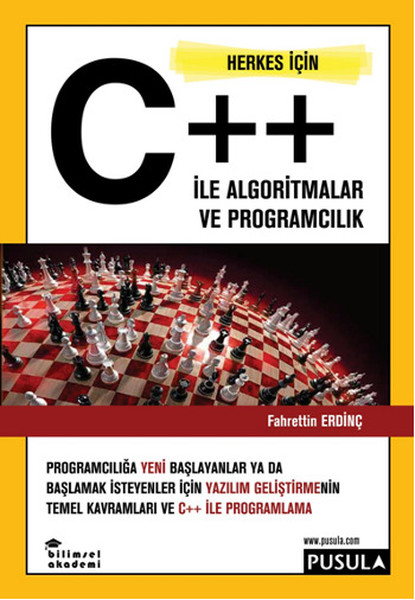 HERKES İÇİN
C++
İLE ALGORİTMALAR
VE PROGRAMCILIK
Fahrettin ERDİNÇ
PROGRAMCILIĞA YENİ BAŞLAYANLAR YA DA
BAŞLAMAK İSTEYENLER İÇİN YAZILIM GELİŞTİRMENİN
TEMEL KAVRAMLARI VE C++ İLE PROGRAMLAMA
bilimsel
akademi
www.pusula.com
PUSULA